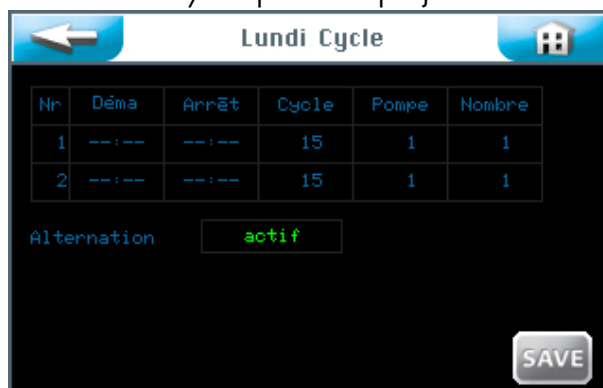 Lundi Cycle
Nr Déma Arrêt Cycle Pompe Nombre
1 --:-- --:-- 15 1 1
2 --:-- --:-- 15 1 1
Alternation actif
SAVE